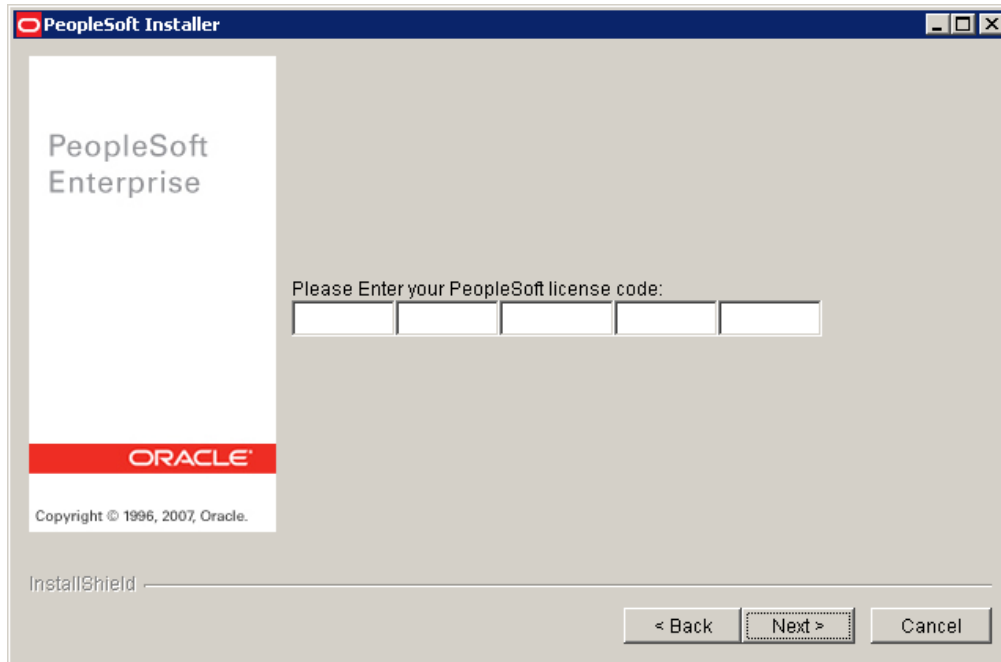 PeopleSoft Installer
PeopleSoft
Enterprise
Please Enter your PeopleSoft license code:
ORACLE
Copyright © 1996, 2007, Oracle.
InstallShield
< Back
Next >
Cancel